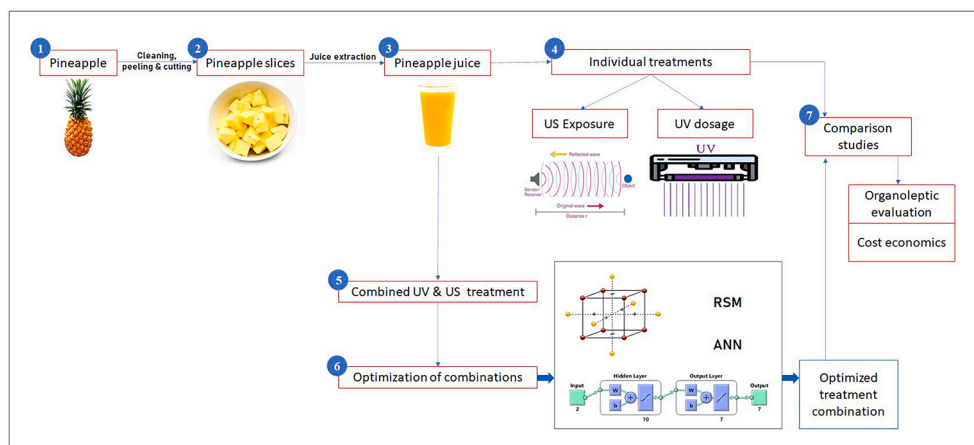 1
Pineapple
Cleaning,
peeling & cutting
2
Pineapple slices
Juice extraction
3
Pineapple juice
4
Individual treatments
US Exposure
UV dosage
Reflected wave
Sender/
Receiver
Object
Original wave
Distance r
UV
7
Comparison
studies
Organoleptic
evaluation
Cost economics
5
Combined UV & US treatment
6
Optimization of combinations
RSM
ANN
Input
2
Hidden Layer
W
b
10
Output Layer
W
b
7
Output
7
Optimized
treatment
combination